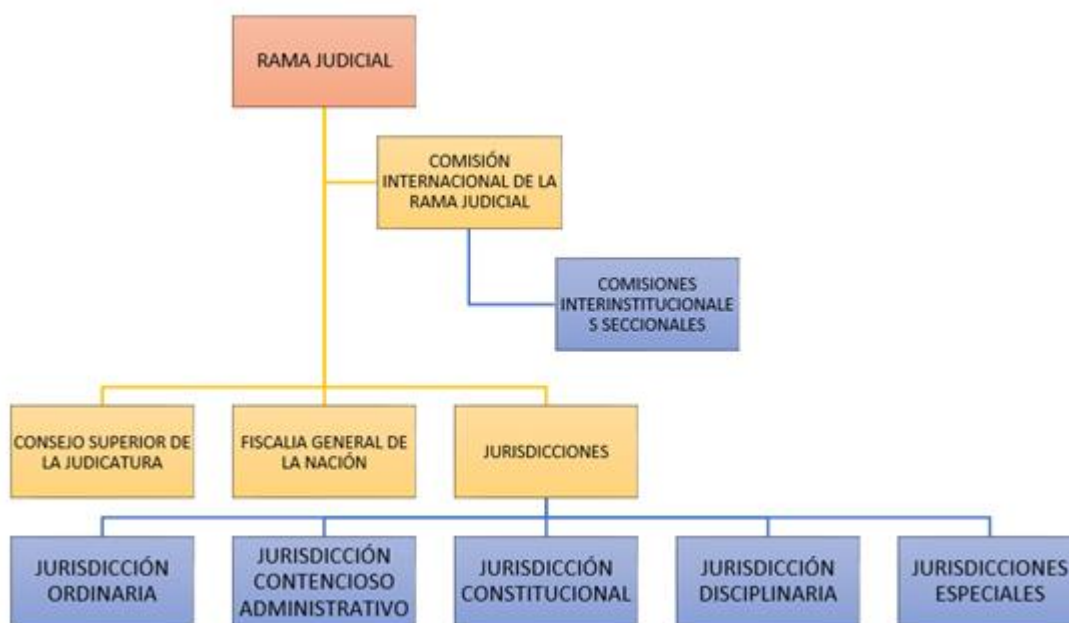 RAMA JUDICIAL
COMISIÓN
INTERNACIONAL DE LA
RAMA JUDICIAL
COMISIONES
INTERINSTITUCIONALE
S SECCIONALES
CONSEJO SUPERIOR DE
LA JUDICATURA
FISCALIA GENERAL DE
LA NACIÓN
JURISDICCIONES
JURISDICCIÓN
ORDINARIA
JURISDICCIÓN
CONTENCIOSO
ADMINISTRATIVO
JURISDICCIÓN
CONSTITUCIONAL
JURISDICCIÓN
DISCIPLINARIA
JURISDICCIONES
ESPECIALES